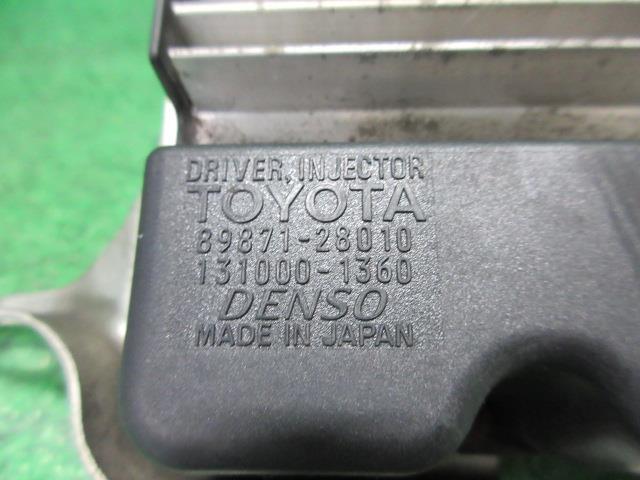 DRIVER, INJECTOR
TOYOTA
89871-28010
131000-1360
DENSO
MADE IN JAPAN